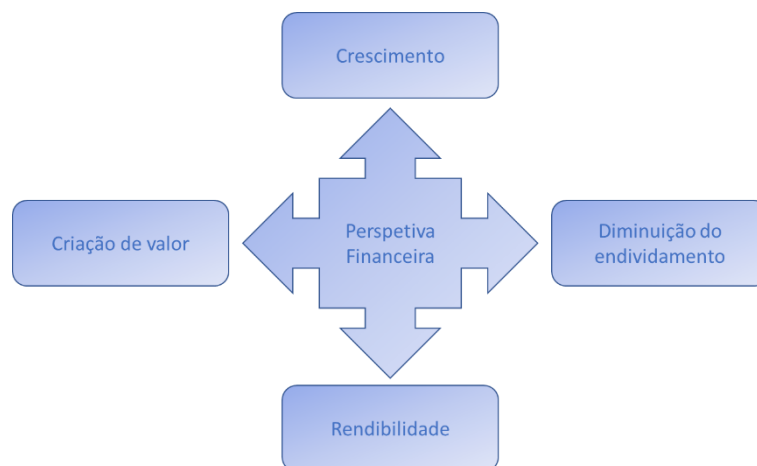 Crescimento
Criação de valor
Perspetiva
Financeira
Diminuição do
endividamento
Rendibilidade